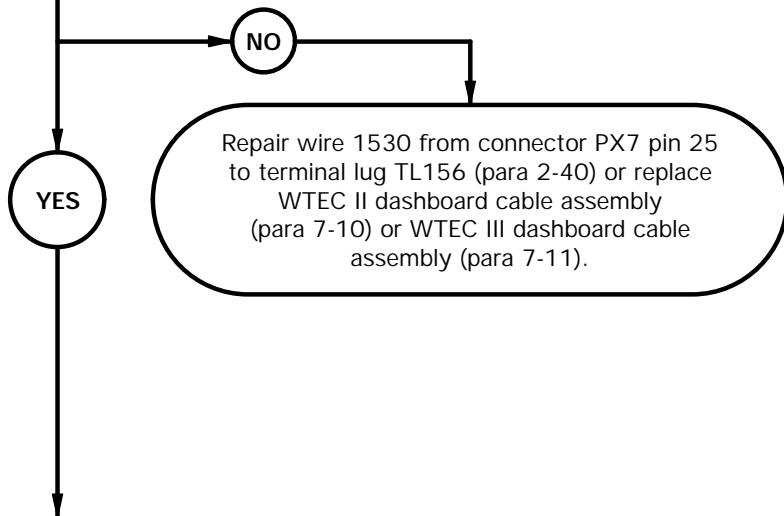 NO
YES
Repair wire 1530 from connector PX7 pin 25
to terminal lug TL156 (para 2-40) or replace
WTEC II dashboard cable assembly
(para 7-10) or WTEC III dashboard cable
assembly (para 7-11).